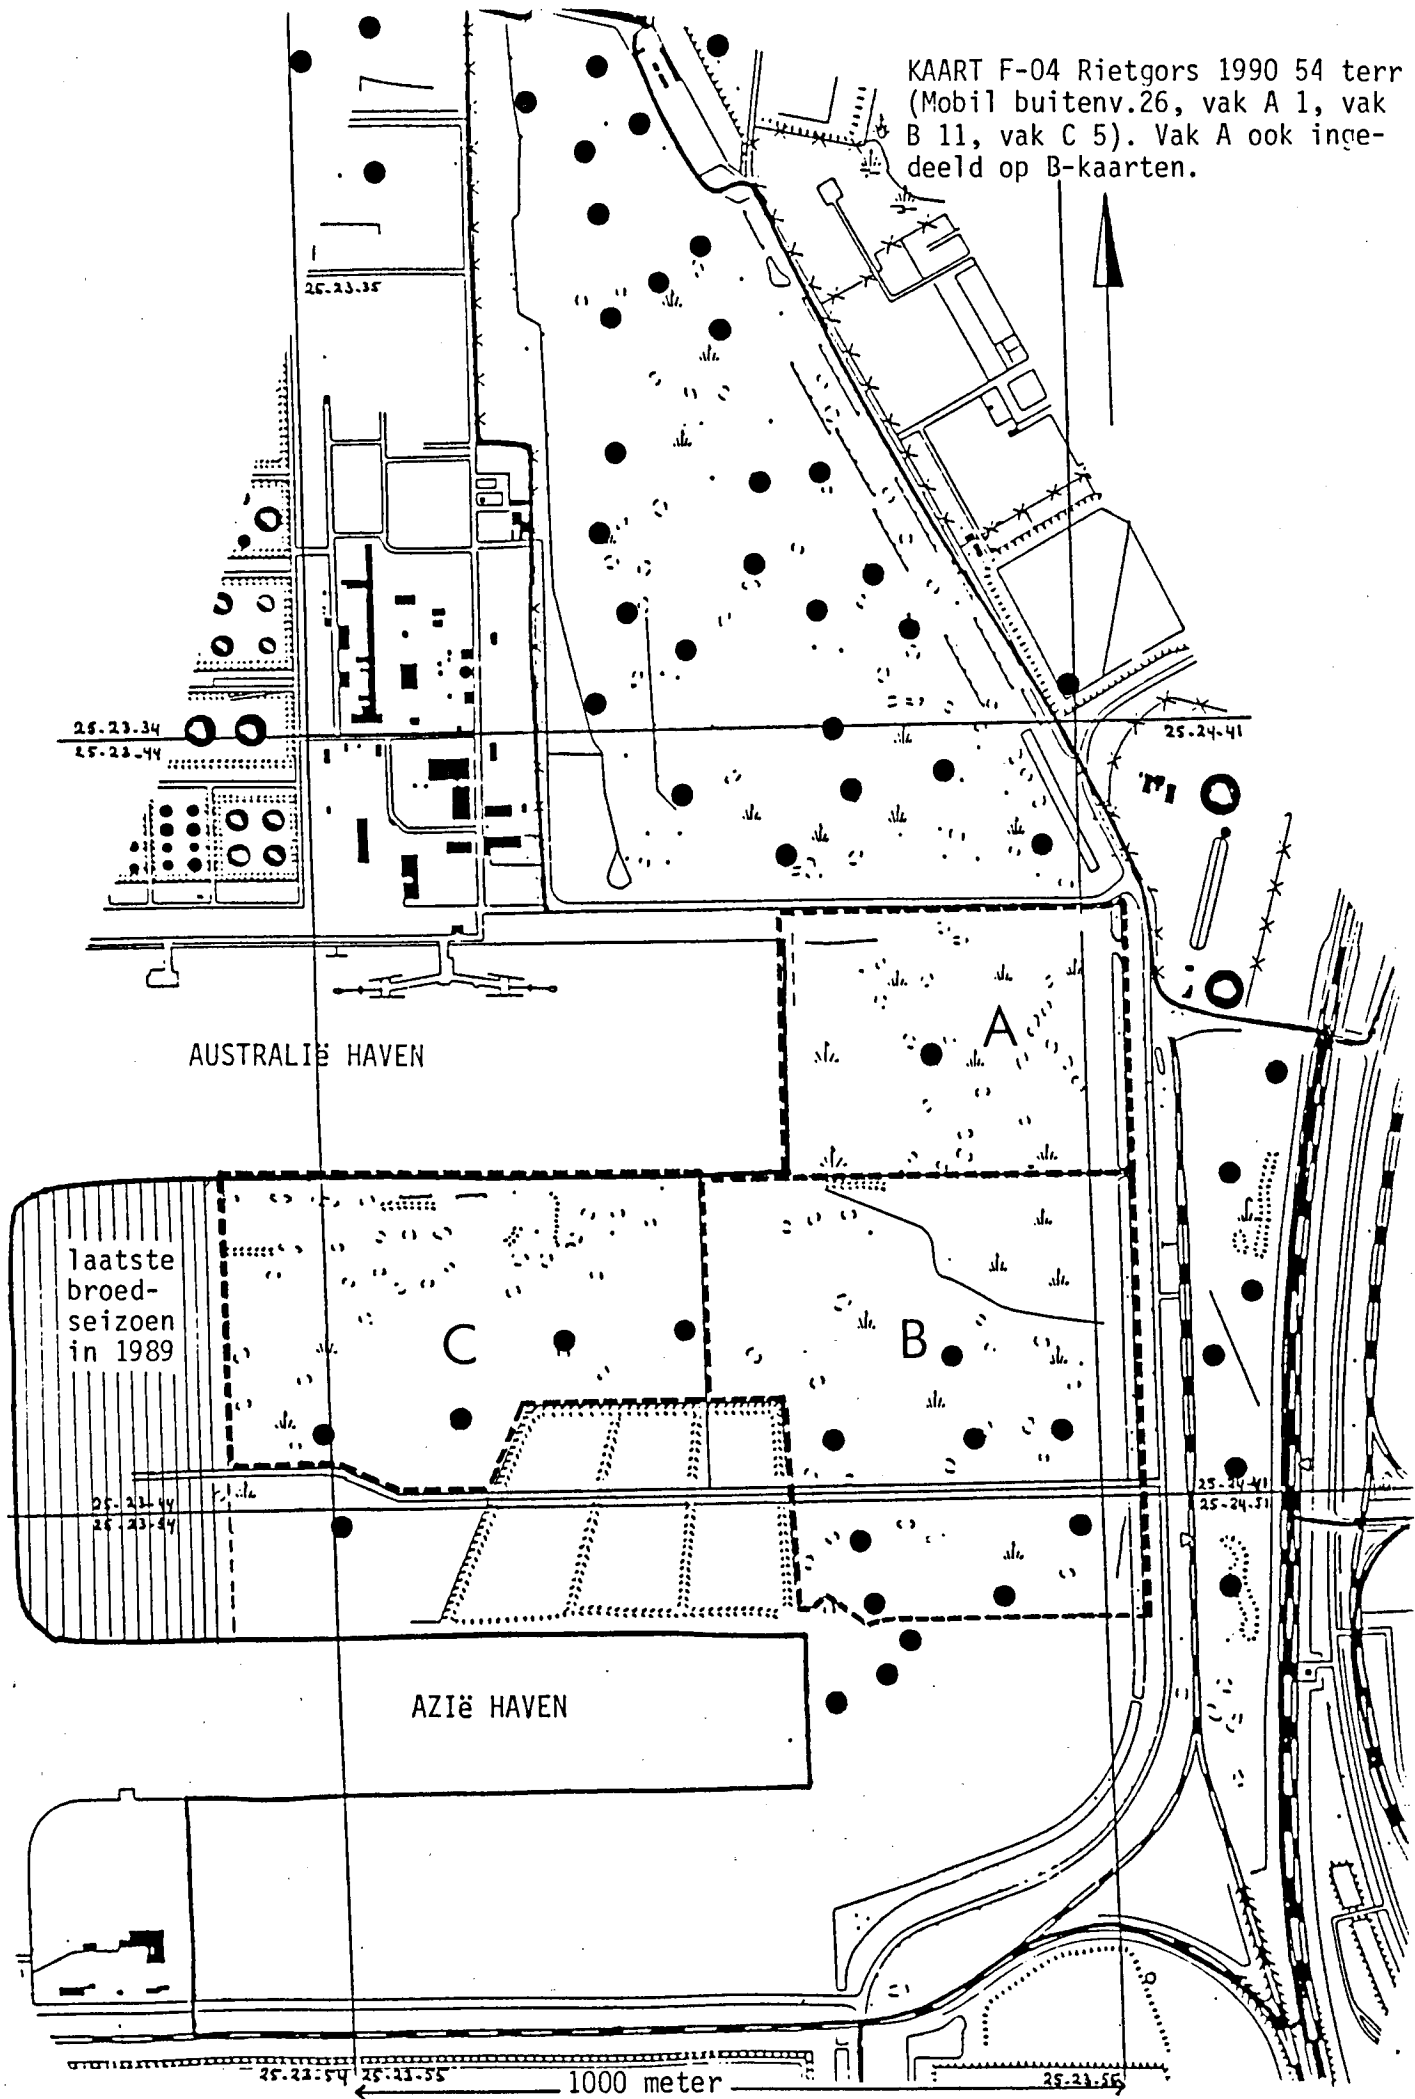 KAART F-04 Rietgors 1990 54 terr
(Mobil buitenv.26, vak A 1, vak
B 11, vak C 5). Vak A ook inge-
deeld op B-kaarten.
25-23-35
25-23-34
25-23-44
25-24-41
A
AUSTRALIË HAVEN
laatste
broed-
seizoen
in 1989
C
B
25-23-44
25-23-54
25-24-41
25-24-51
AZIË HAVEN
25-23-54 25-23-55
1000 meter
25-23-55